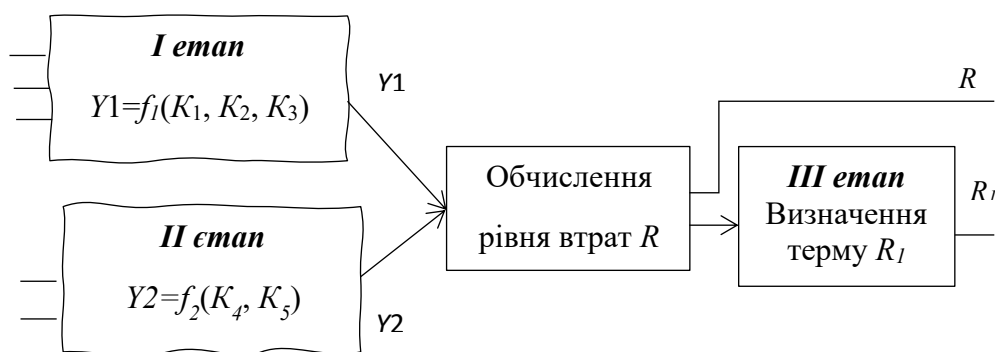 I етап
Y1=f1(K1, K2, K3)
Y1
II єтап
Y2=f2(K4, K5)
Y2
Обчислення
рівня втрат R
R
III етап
Визначення
терму R1
R1